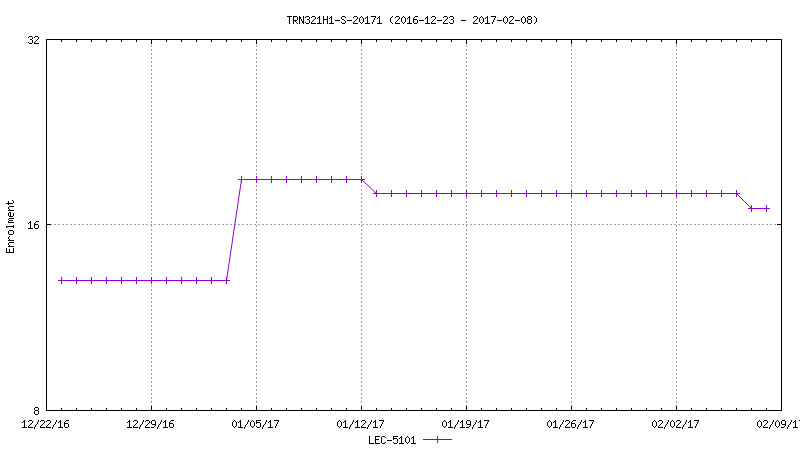 TRN321H1-S-20171 (2016-12-23 - 2017-02-08)
32
16
8
Enrolment
12/22/16 12/29/16 01/05/17 01/12/17 01/19/17 01/26/17 02/02/17 02/09/1
LEC-5101